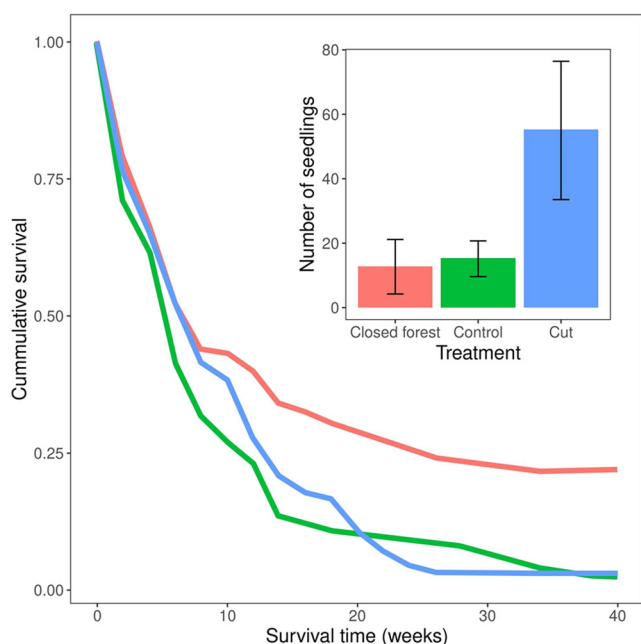 1.00
0.75
0.50
0.25
0.00
Cummulative survival
0
10
20
30
40
Survival time (weeks)
80
60
40
20
0
Number of seedlings
Closed forest
Control
Cut
Treatment